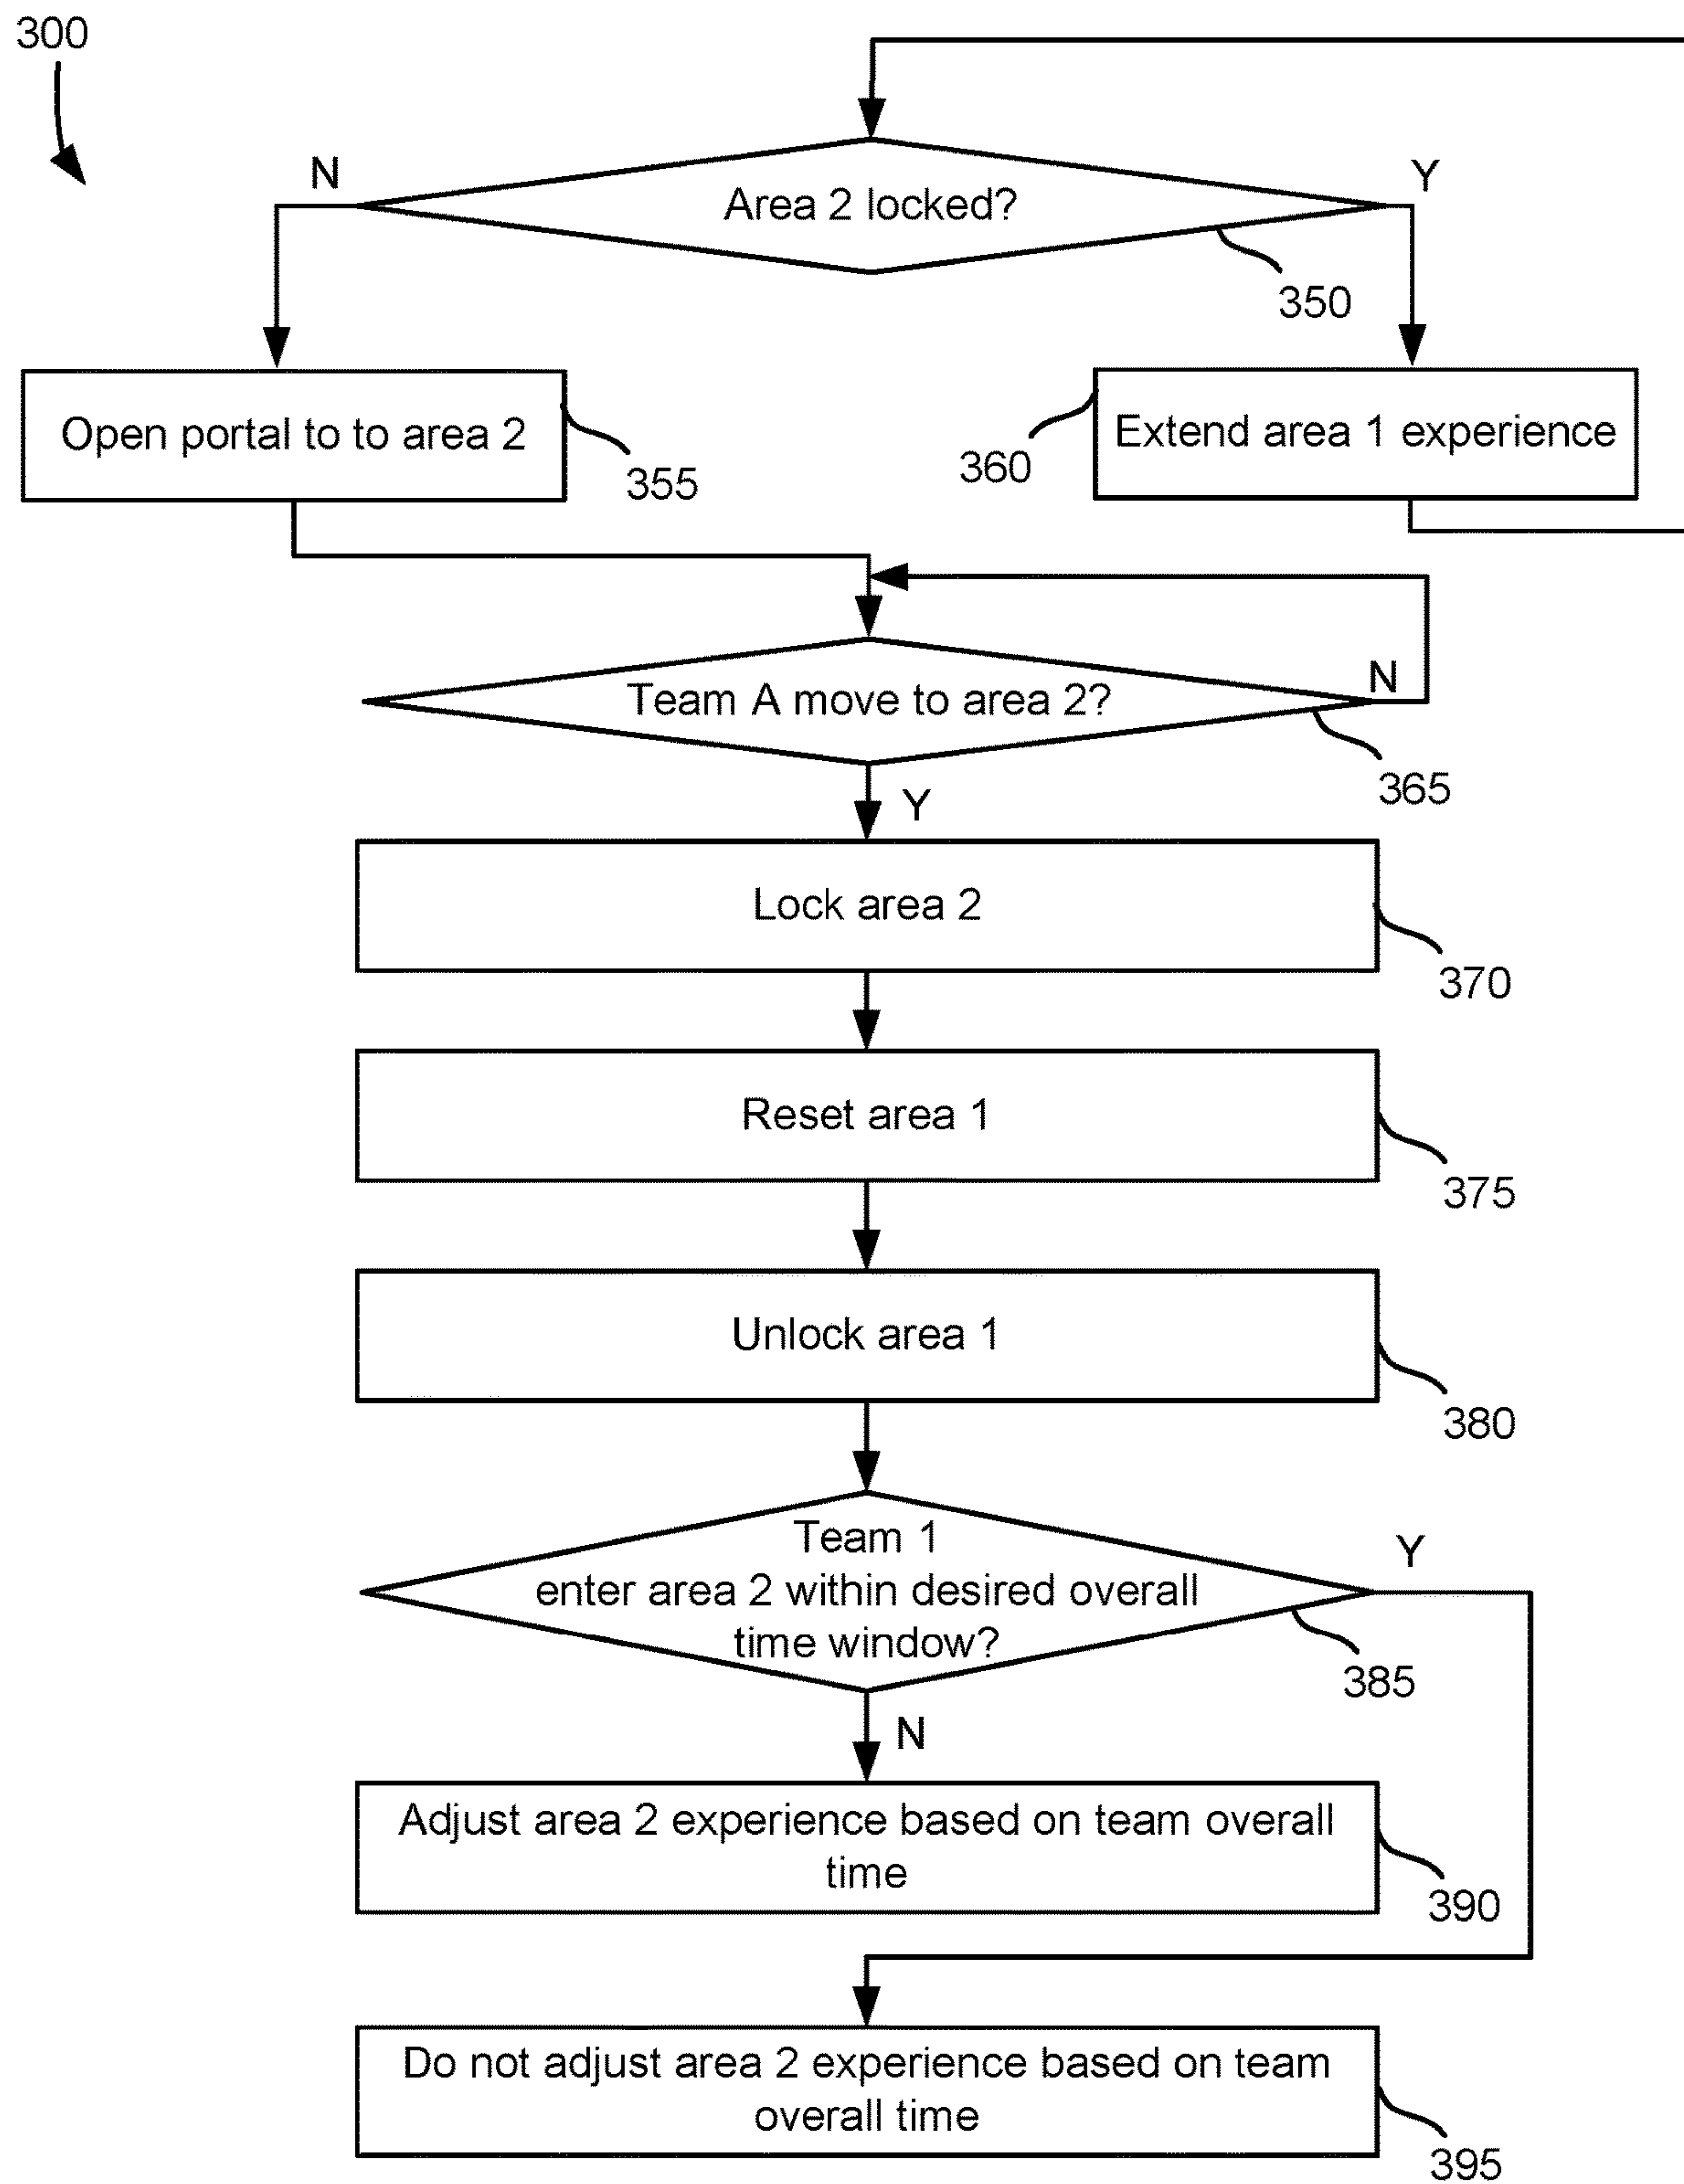 300
N
Y
Area 2 locked?
350
Open portal to to area 2
355
360
Extend area 1 experience
Team A move to area 2?
N
365
Y
Lock area 2
370
Reset area 1
375
Unlock area 1
380
Team 1
enter area 2 within desired overall
time window?
Y
385
N
Adjust area 2 experience based on team overall
time
390
Do not adjust area 2 experience based on team
overall time
395